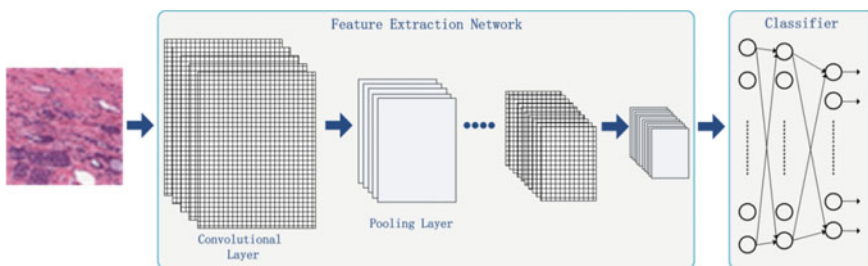 Feature Extraction Network
Classifier
Convolutional
Layer
Pooling Layer